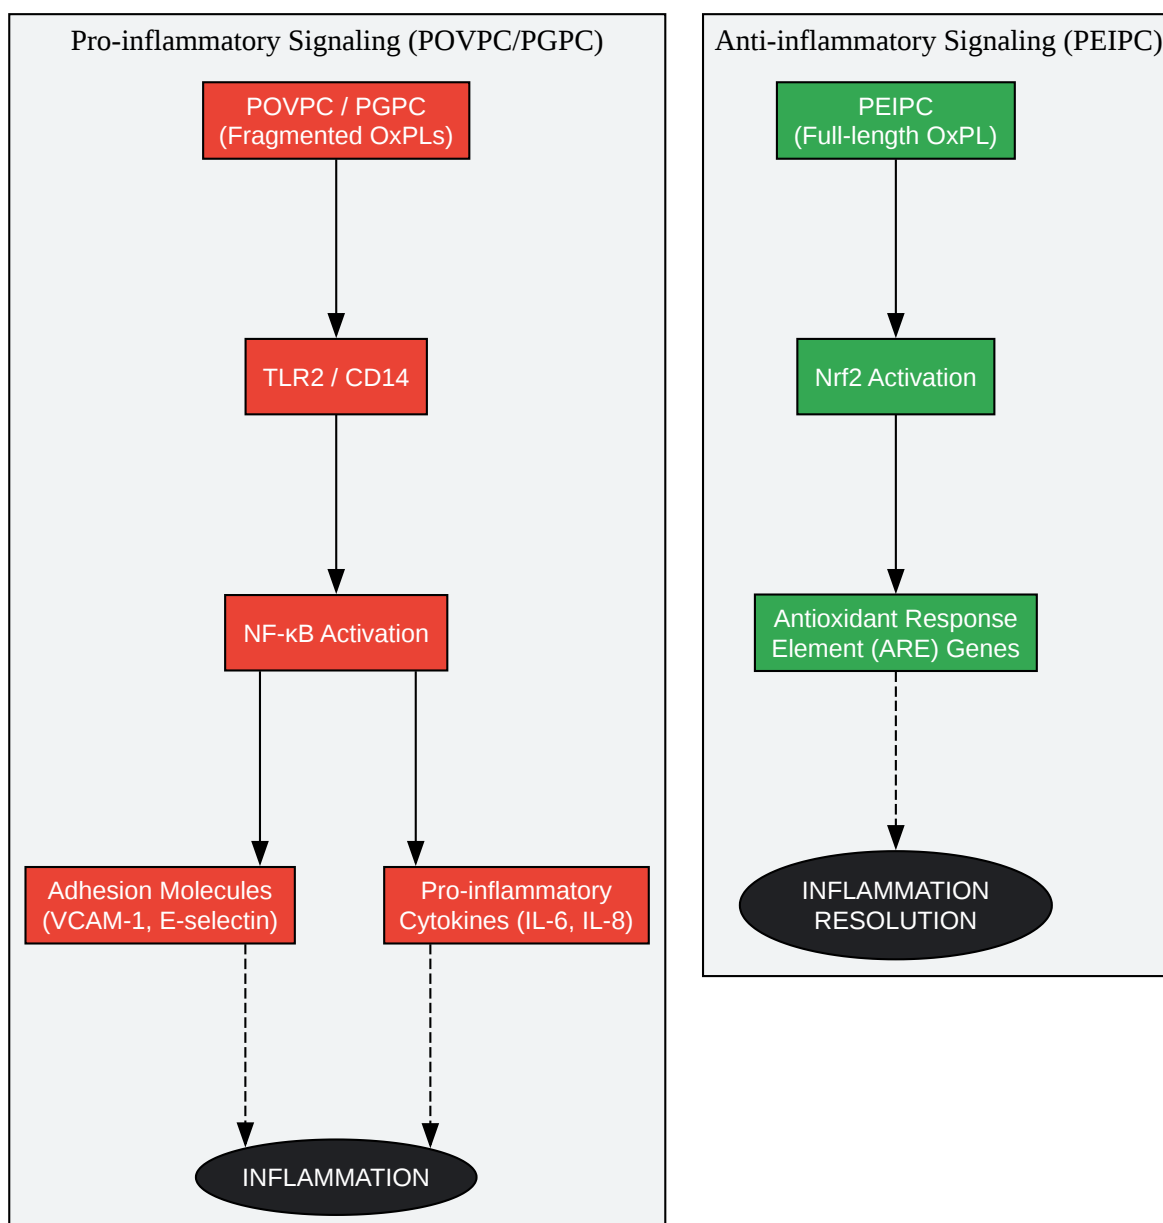 Pro-inflammatory Signaling (POVPC/PGPC)
POVPC / PGPC
(Fragmented OxPLs)
TLR2 / CD14
NF-κB Activation
Adhesion Molecules
(VCAM-1, E-selectin)
Pro-inflammatory
Cytokines (IL-6, IL-8)
INFLAMMATION
Anti-inflammatory Signaling (PEIPC)
PEIPC
(Full-length OxPL)
Nrf2 Activation
Antioxidant Response
Element (ARE) Genes
INFLAMMATION
RESOLUTION